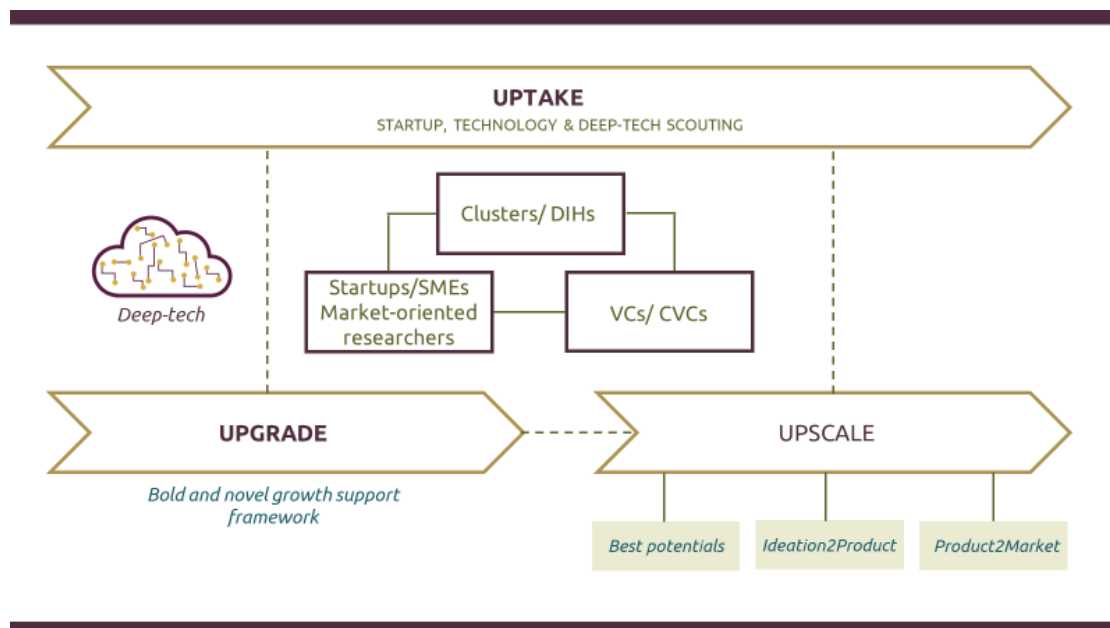 UPTAKE
STARTUP, TECHNOLOGY & DEEP-TECH SCOUTING
Clusters/ DIHs
Deep-tech
Startups/SMEs
Market-oriented
researchers
VCs/ CVCs
UPGRADE
Bold and novel growth support
framework
UPSCALE
Best potentials
Ideation2Product
Product2Market